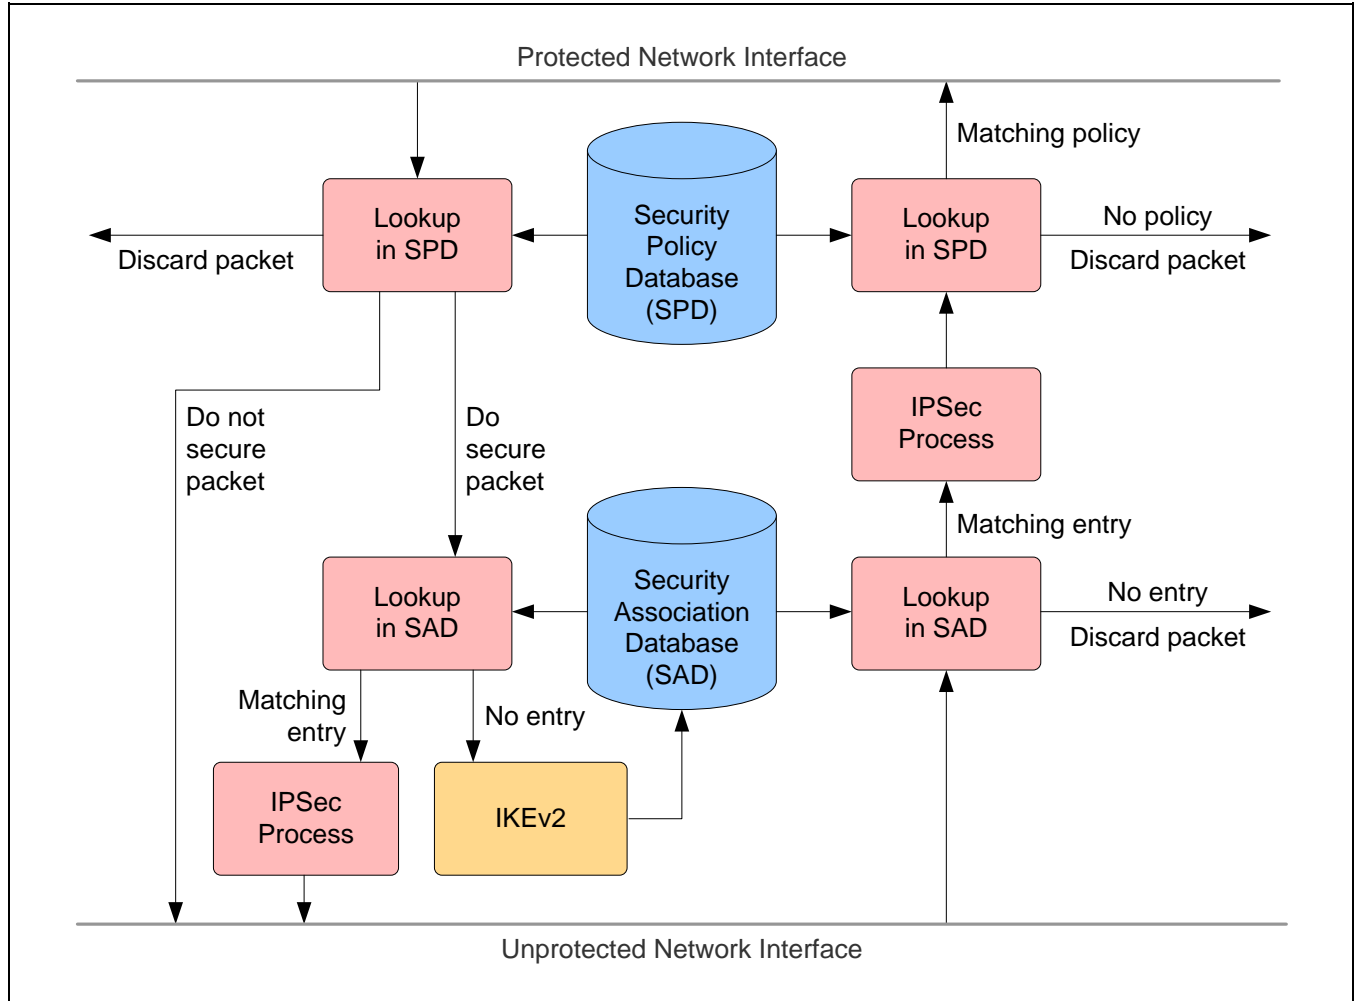 Protected Network Interface
Matching policy
Lookup
in SPD
Security
Policy
Database
(SPD)
Lookup
in SPD
No policy
Discard packet
Discard packet
Do not
secure
packet
Do
secure
packet
IPSec
Process
Matching entry
Lookup
in SAD
Security
Association
Database
(SAD)
Lookup
in SAD
No entry
Discard packet
Matching
entry
No entry
IPSec
Process
IKEv2
Unprotected Network Interface